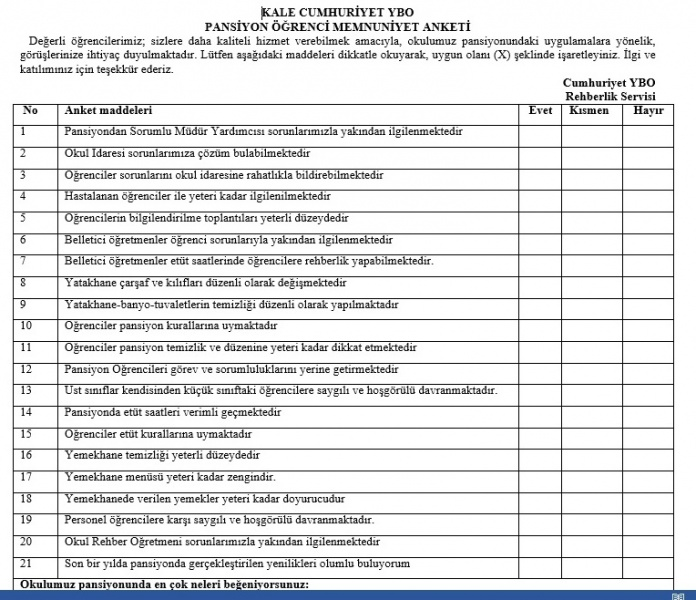 KALE CUMHURİYET YBO
PANSİYON ÖĞRENCİ MEMNUNİYET ANKETİ
Değerli öğrencilerimiz; sizlere daha kaliteli hizmet verebilmek amacıyla, okulumuz pansiyonundaki uygulamalara yönelik,
görüşlerinize ihtiyaç duyulmaktadır. Lütfen aşağıdaki maddeleri dikkatle okuyarak, uygun olanı (X) şeklinde işaretleyiniz. İlgi ve
katılımınız için teşekkür ederiz.
Cumhuriyet YBO
Rehberlik Servisi
No Anket maddeleri Evet Kısmen Hayır
1 Pansiyondan Sorumlu Müdür Yardımcısı sorunlarımızla yakından ilgilenmektedir
2 Okul İdaresi sorunlarımıza çözüm bulabilmektedir
3 Öğrenciler sorunlarını okul idaresine rahatlıkla bildirebilmektedir
4 Hastalanan öğrenciler ile yeteri kadar ilgilenilmektedir
5 Öğrencilerin bilgilendirilme toplantıları yeterli düzeydedir
6 Belletici öğretmenler öğrenci sorunlarıyla yakından ilgilenmektedir
7 Belletici öğretmenler etüt saatlerinde öğrencilere rehberlik yapabilmektedir.
8 Yatakhane çarşaf ve kılıfları düzenli olarak değişmektedir
9 Yatakhane-banyo-tuvaletlerin temizliği düzenli olarak yapılmaktadır
10 Öğrenciler pansiyon kurallarına uymaktadır
11 Öğrenciler pansiyon temizlik ve düzenine yeteri kadar dikkat etmektedir
12 Pansiyon Öğrencileri görev ve sorumluluklarını yerine getirmektedir
13 Üst sınıflar kendisinden küçük sınıftaki öğrencilere saygılı ve hoşgörülü davranmaktadır.
14 Pansiyonda etüt saatleri verimli geçmektedir
15 Öğrenciler etüt kurallarına uymaktadır
16 Yemekhane temizliği yeterli düzeydedir
17 Yemekhane menüsü yeteri kadar zengindir.
18 Yemekhanede verilen yemekler yeteri kadar doyurucudur
19 Personel öğrencilere karşı saygılı ve hoşgörülü davranmaktadır.
20 Okul Rehber Öğretmeni sorunlarımızla yakından ilgilenmektedir
21 Son bir yılda pansiyonda gerçekleştirilen yenilikleri olumlu buluyorum
Okulumuz pansiyonunda en çok neleri beğeniyorsunuz: